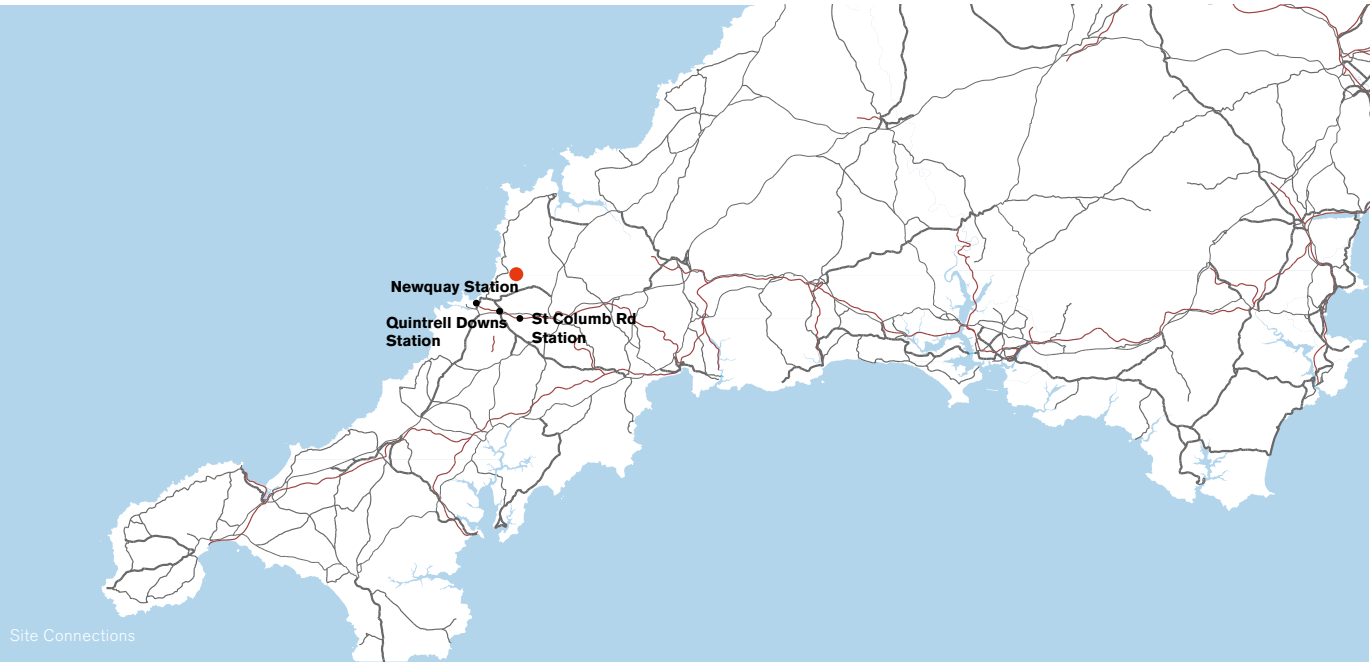 Newquay Station
Quintrell Downs
Station
St Columb Rd
Station
Site Connections